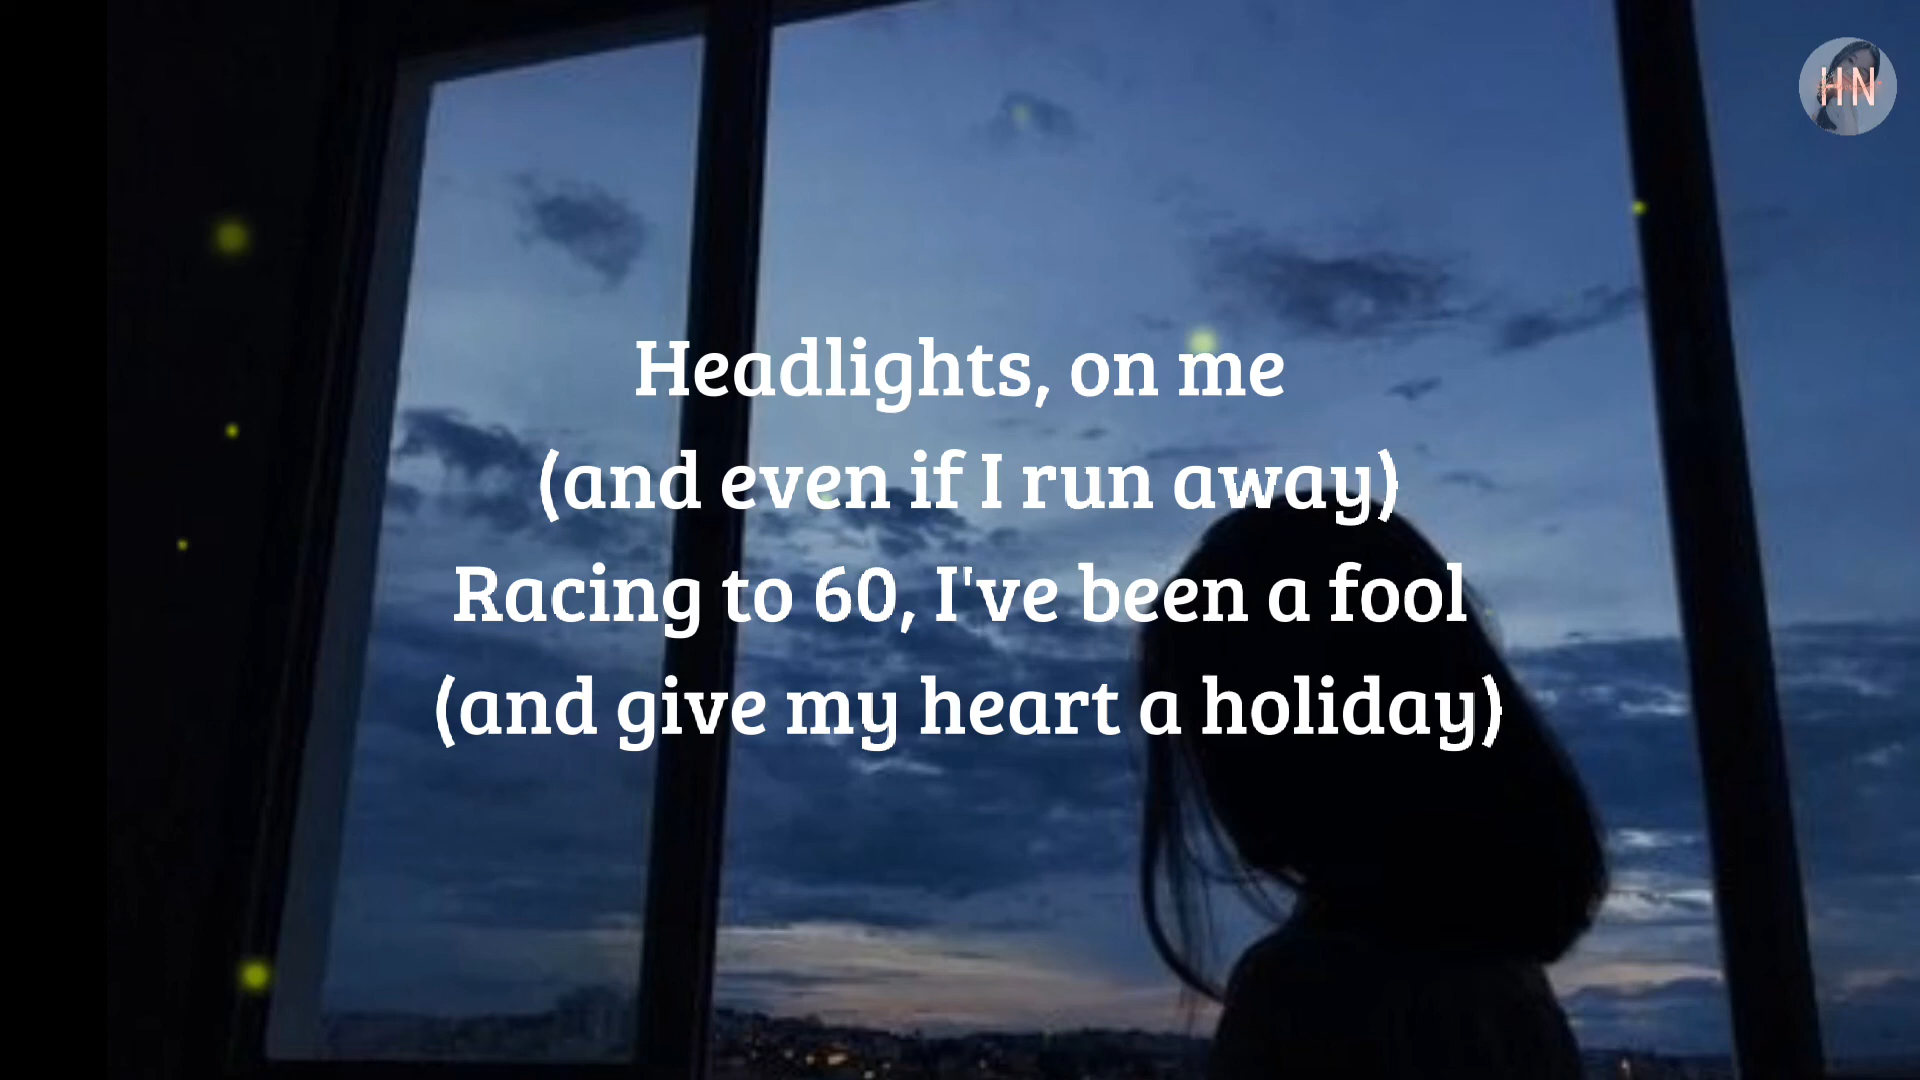 HN
Headlights, on me
(and even if I run away)
Racing to 60, I've been a fool
(and give my heart a holiday)